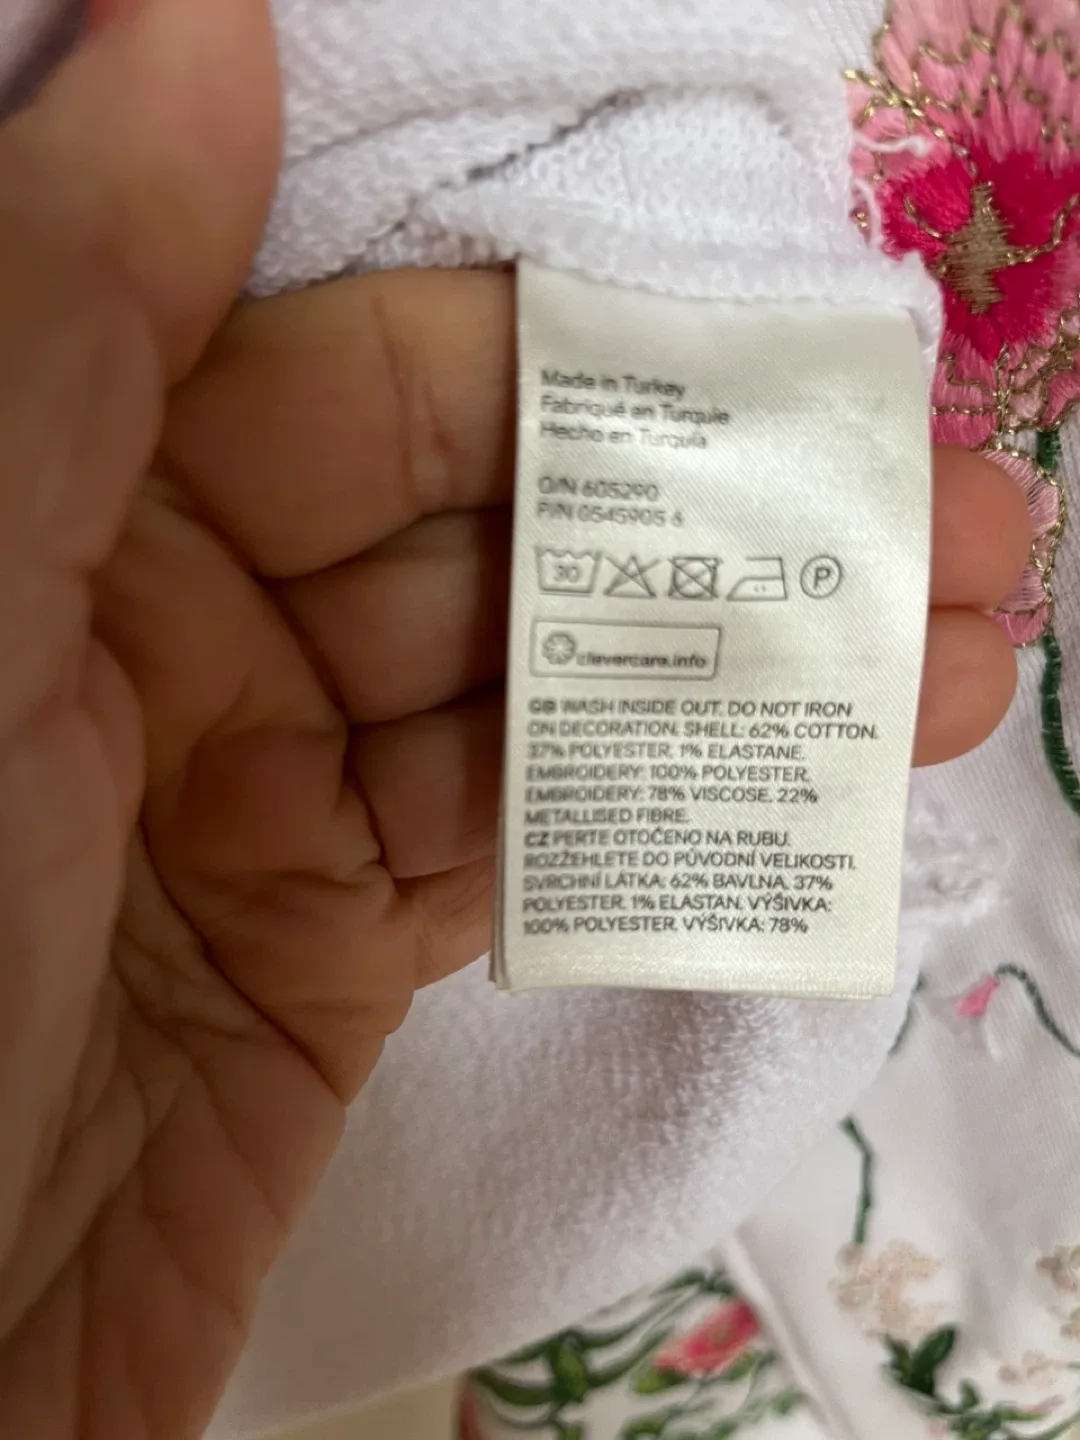 Made in Turkey
Fabriqué en Turquie
Hecho en Turquía
O/N 605290
P/N 0545905 6
30
P
clevercare.info
GB WASH INSIDE OUT. DO NOT IRON
ON DECORATION. SHELL: 62% COTTON.
37% POLYESTER. 1% ELASTANE.
EMBROIDERY: 100% POLYESTER.
EMBROIDERY: 78% VISCOSE. 22%
METALLISED FIBRE.
CZ PERTE OTOČENO NA RUBU.
ROZŽEHLETE DO PŮVODNÍ VELIKOSTI.
SVRCHNÍ LÁTKA: 62% BAVLNA. 37%
POLYESTER. 1% ELASTAN. VÝŠIVKA:
100% POLYESTER. VÝŠIVKA: 78%